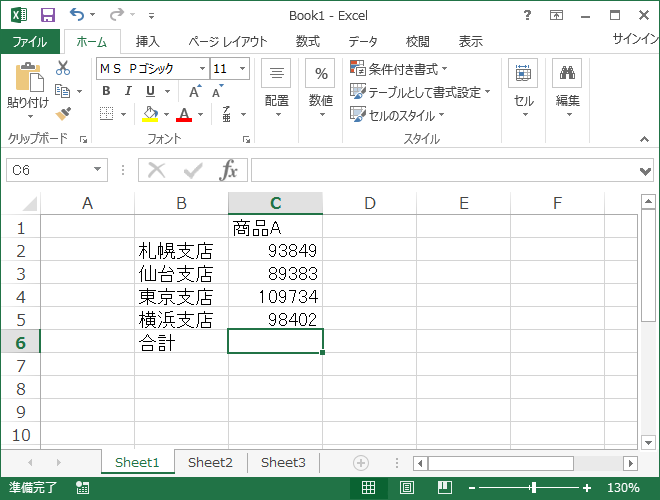 Book1 - Excel
ファイル ホーム 挿入 ページ レイアウト 数式 データ 校閲 表示 サインイン
貼り付け
クリップボード
ＭＳ Ｐゴシック 11
B I U A A
A 亜
フォント
配置
% 数値
条件付き書式
テーブルとして書式設定
セルのスタイル
スタイル
セル
編集
C6 fx
A B C D E F
1 商品A
2 札幌支店 93849
3 仙台支店 89383
4 東京支店 109734
5 横浜支店 98402
6 合計
7
8
9
10
Sheet1 Sheet2 Sheet3
準備完了 130%